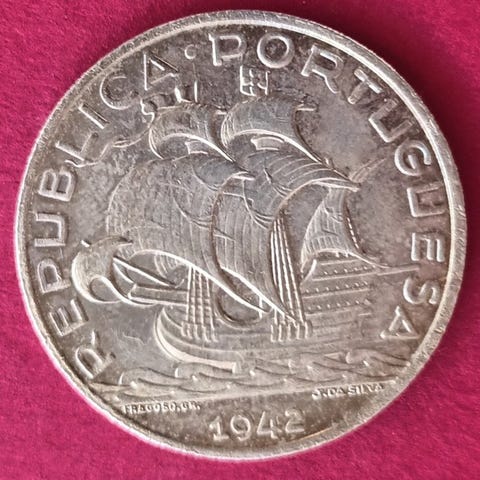 REPUBLICA · PORTUGUESA
FRAGOSO.GR.
J.DA SILVA
1942